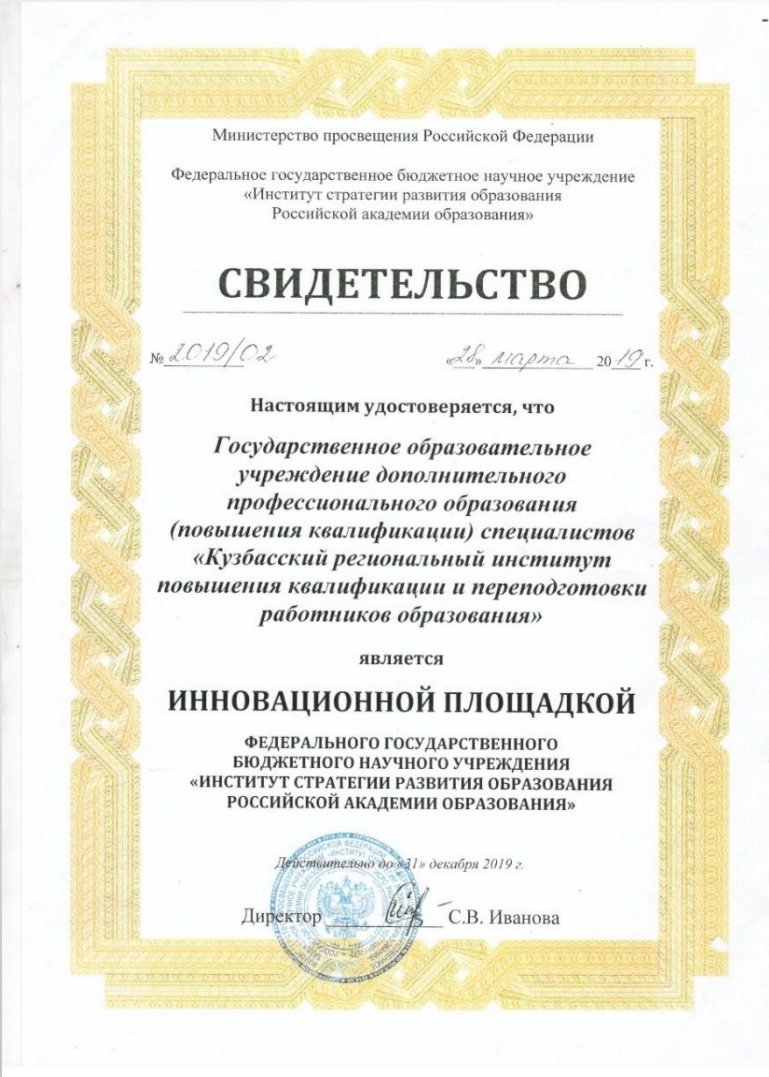 Министерство просвещения Российской Федерации
Федеральное государственное бюджетное научное учреждение
«Институт стратегии развития образования
Российской академии образования»
СВИДЕТЕЛЬСТВО
№ 2019/02 «28» марта 2019 г.
Настоящим удостоверяется, что
Государственное образовательное
учреждение дополнительного
профессионального образования
(повышения квалификации) специалистов
«Кузбасский региональный институт
повышения квалификации и переподготовки
работников образования»
является
ИННОВАЦИОННОЙ ПЛОЩАДКОЙ
ФЕДЕРАЛЬНОГО ГОСУДАРСТВЕННОГО
БЮДЖЕТНОГО НАУЧНОГО УЧРЕЖДЕНИЯ
«ИНСТИТУТ СТРАТЕГИИ РАЗВИТИЯ ОБРАЗОВАНИЯ
РОССИЙСКОЙ АКАДЕМИИ ОБРАЗОВАНИЯ»
Действительно до «31» декабря 2019 г.
Директор С.В. Иванова